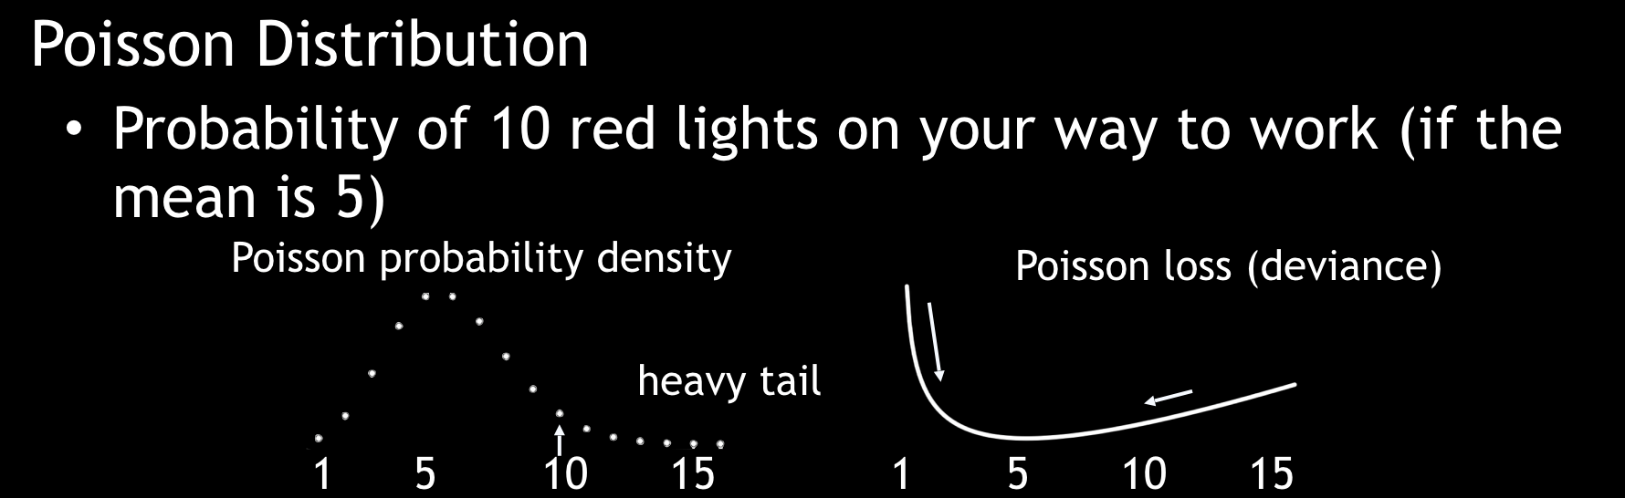 Poisson Distribution
• Probability of 10 red lights on your way to work (if the
mean is 5)
Poisson probability density
Poisson loss (deviance)
heavy tail
1 5 10 15
1 5 10 15